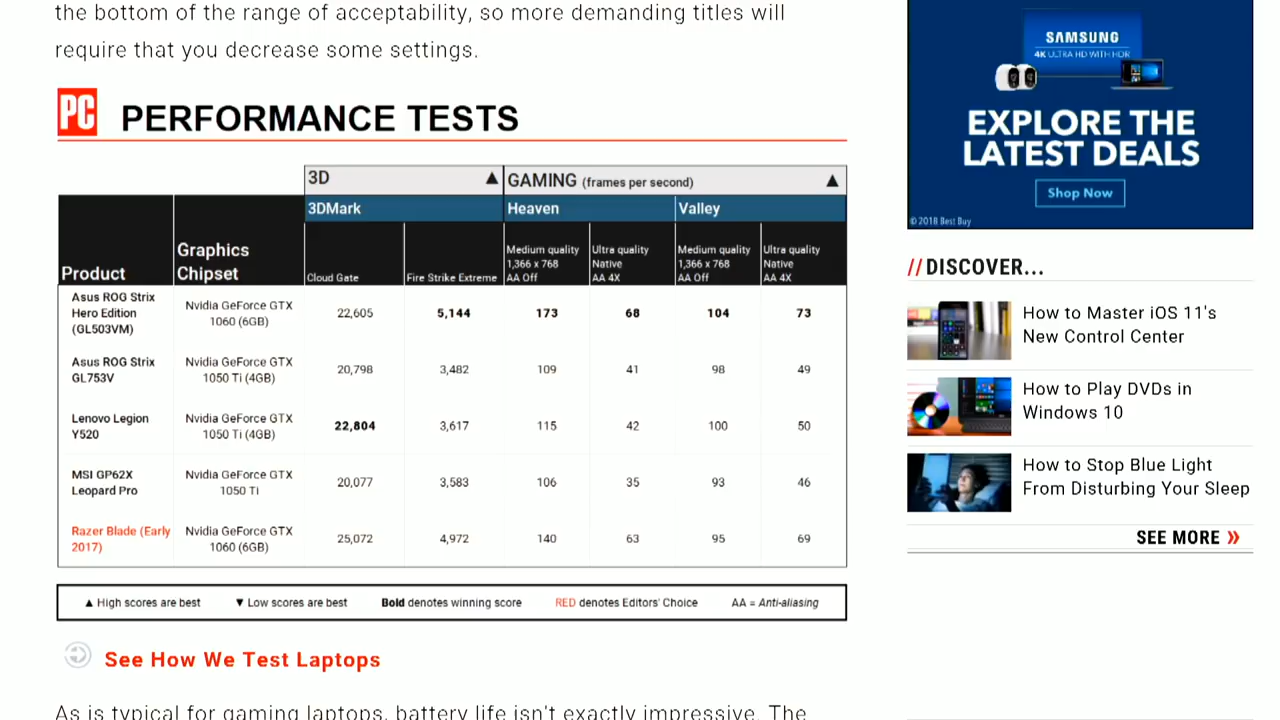 the bottom of the range of acceptability, so more demanding titles will
require that you decrease some settings.
PC PERFORMANCE TESTS
3D ▲ GAMING (frames per second) ▲
3DMark Heaven Valley
Product Graphics Chipset Cloud Gate Fire Strike Extreme Medium quality 1,366 x 768 AA Off Ultra quality Native AA 4X Medium quality 1,366 x 768 AA Off Ultra quality Native AA 4X
Asus ROG Strix Hero Edition (GL503VM) Nvidia GeForce GTX 1060 (6GB) 22,605 5,144 173 68 104 73
Asus ROG Strix GL753V Nvidia GeForce GTX 1050 Ti (4GB) 20,798 3,482 109 41 98 49
Lenovo Legion Y520 Nvidia GeForce GTX 1050 Ti (4GB) 22,804 3,617 115 42 100 50
MSI GP62X Leopard Pro Nvidia GeForce GTX 1050 Ti 20,077 3,583 106 35 93 46
Razer Blade (Early 2017) Nvidia GeForce GTX 1060 (6GB) 25,072 4,972 140 63 95 69
▲ High scores are best ▼ Low scores are best Bold denotes winning score RED denotes Editors' Choice AA = Anti-aliasing
See How We Test Laptops
As is typical for gaming laptops, battery life isn't exactly impressive. The
SAMSUNG
4K ULTRA HD WITH HDR
EXPLORE THE
LATEST DEALS
Shop Now
© 2018 Best Buy
// DISCOVER...
How to Master iOS 11's
New Control Center
How to Play DVDs in
Windows 10
How to Stop Blue Light
From Disturbing Your Sleep
SEE MORE »